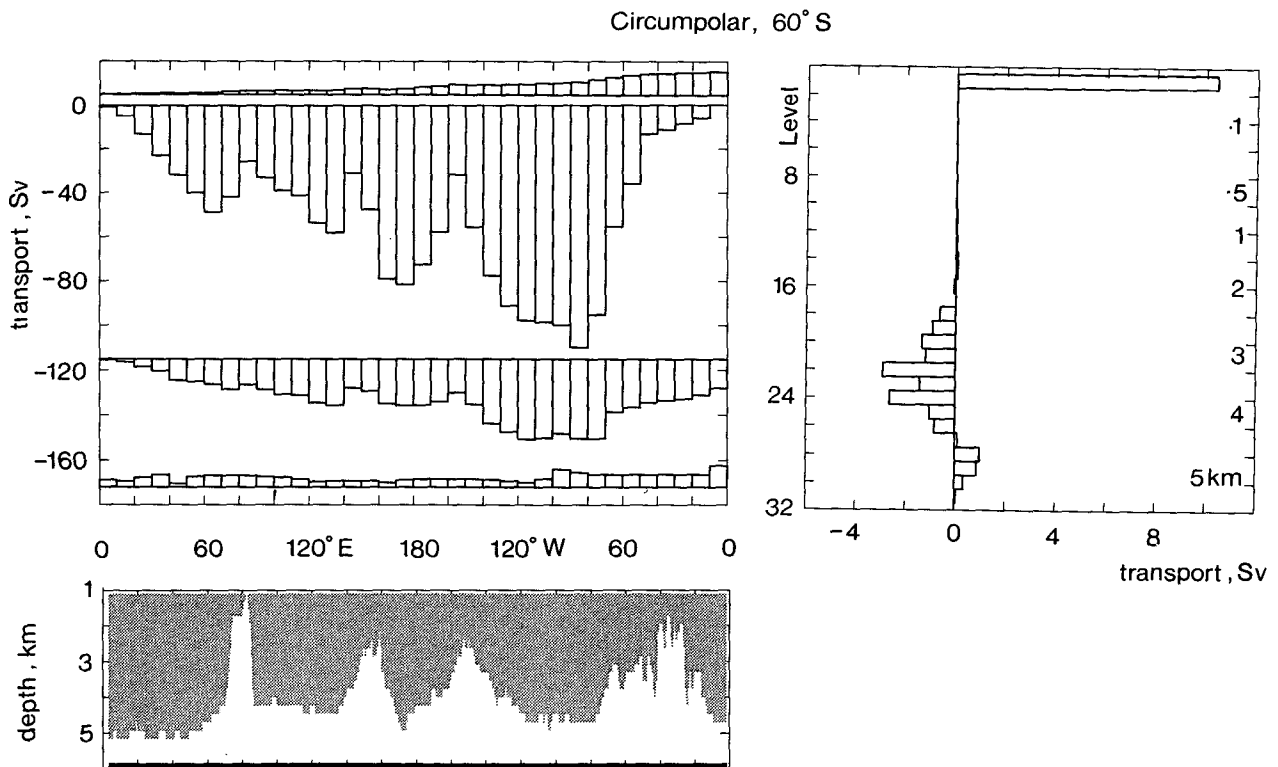 Circumpolar, 60° S
transport, Sv
0
−40
−80
−120
−160
0 60 120° E 180 120° W 60 0
depth, km
1
3
5
Level
8
16
24
32
·1
·5
1
2
3
4
5 km
−4 0 4 8
transport, Sv